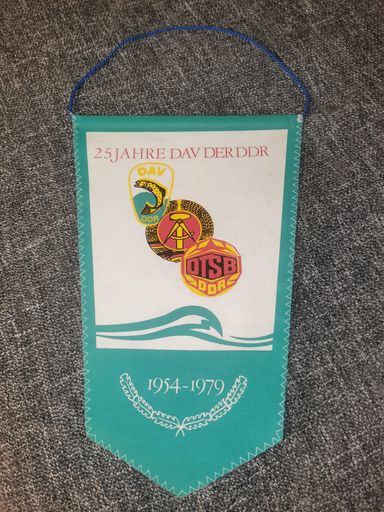 25 JAHRE DAV DER DDR
DAV
DDR
DTSB
DDR
1954-1979